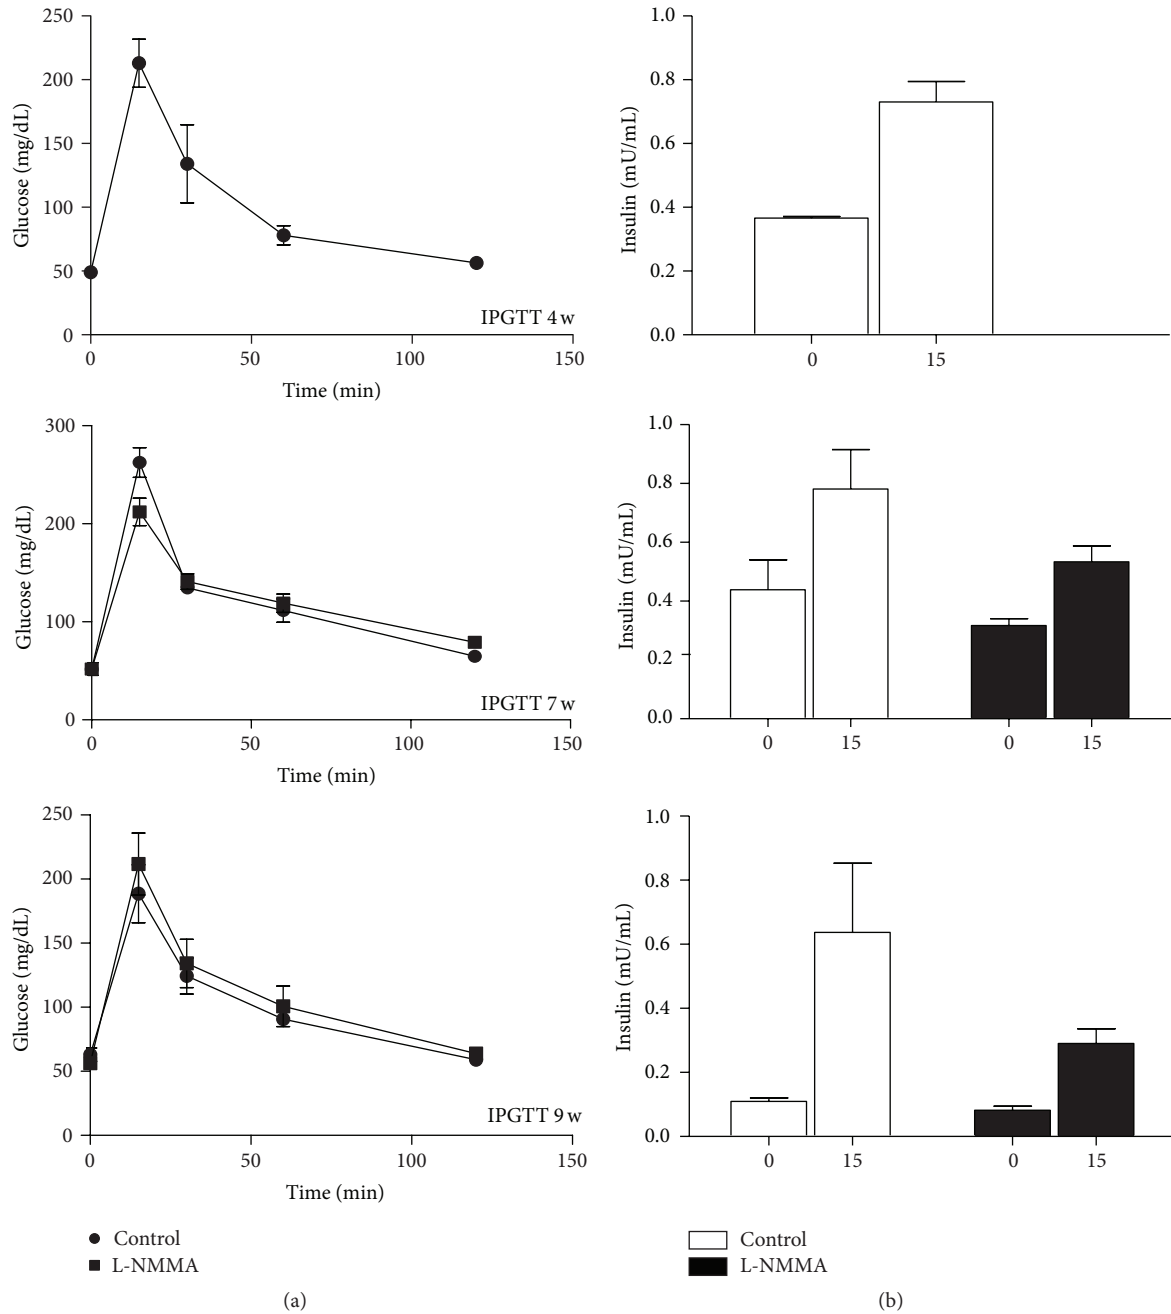 250
200
150
100
50
0
Glucose (mg/dL)
IPGTT 4 w
0 50 100 150
Time (min)
1.0
0.8
0.6
0.4
0.2
0.0
Insulin (mU/mL)
0 15
300
200
100
0
Glucose (mg/dL)
IPGTT 7 w
0 50 100 150
Time (min)
1.0
0.8
0.6
0.4
0.2
0.0
Insulin (mU/mL)
0 15 0 15
250
200
150
100
50
0
Glucose (mg/dL)
IPGTT 9 w
0 50 100 150
Time (min)
Control
L-NMMA
(a)
1.0
0.8
0.6
0.4
0.2
0.0
Insulin (mU/mL)
0 15 0 15
Control
L-NMMA
(b)